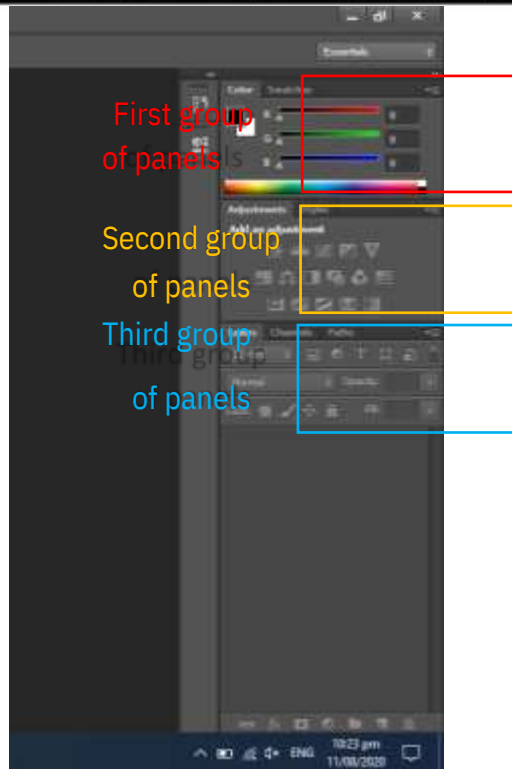 Essentials
Color Swatches
First group
of panels
R
G
B
Adjustments
Second group
Add an adjustment
of panels
Third group
Channels Paths
Normal Opacity:
of panels
ENG
10:23 pm
11/08/2020